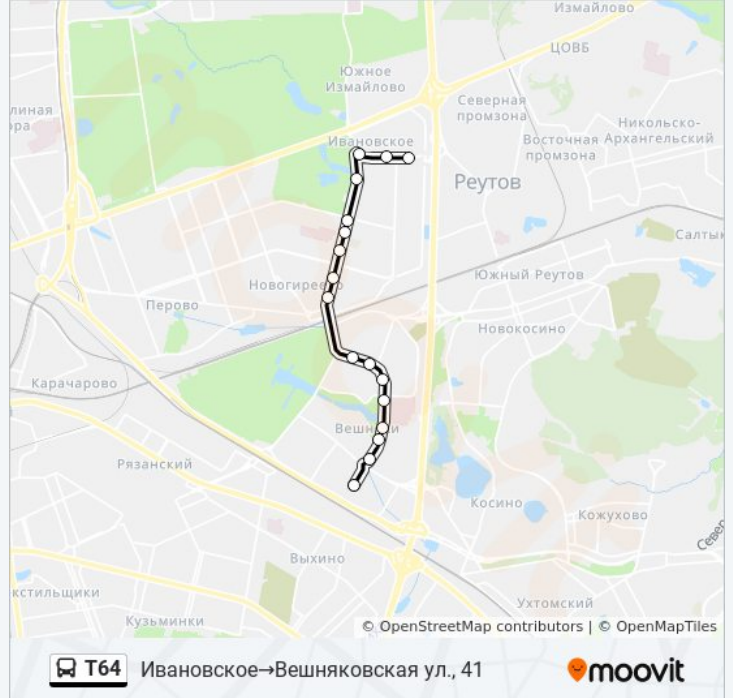 Измайлово
ЦОВБ
Южное
Измайлово
Северная
промзона
линая
ора
Ивановское
Никольско-
Архангельский
Восточная
промзона
Реутов
Салтык
Новогиреево
Южный Реутов
Перово
Новокосино
Карачарово
Вешняки
Рязанский
Косино
Кожухово
Север
Выхино
кстильщики
Ухтомский
Кузьминки
© OpenStreetMap contributors | © OpenMapTiles
T64 Ивановское→Вешняковская ул., 41
moovit